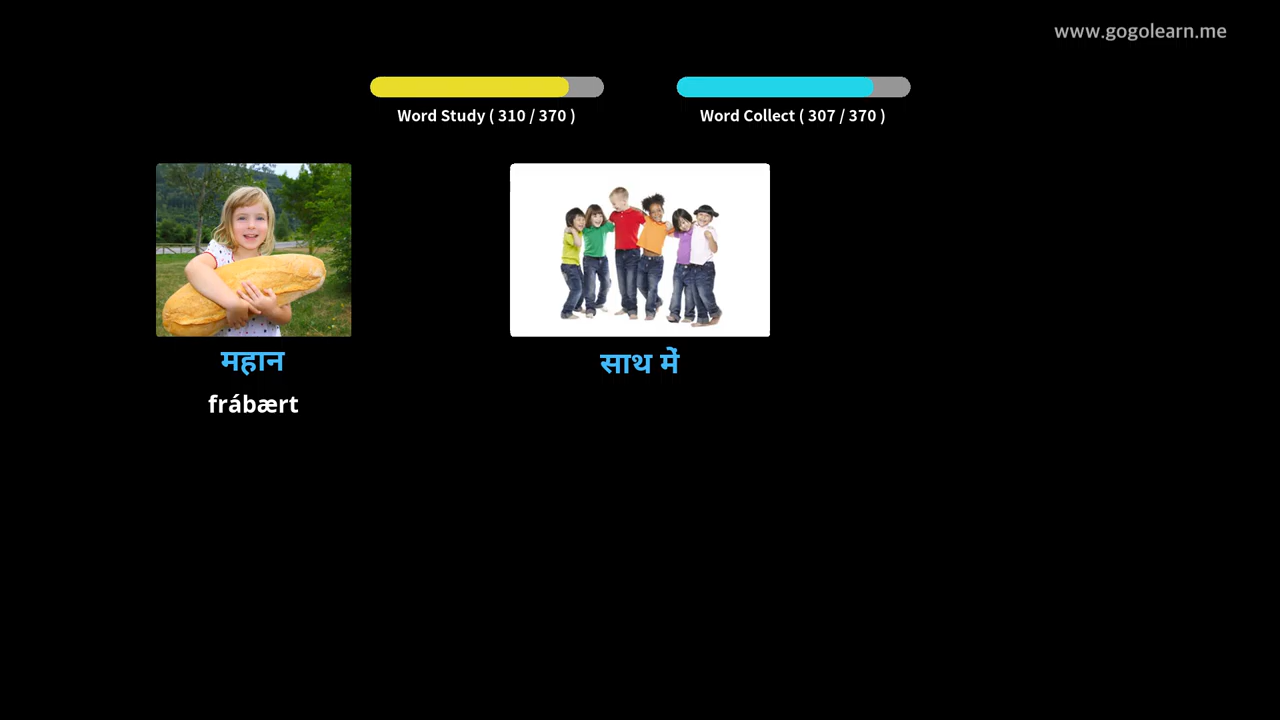 www.gogolearn.me
Word Study ( 310 / 370 )
Word Collect ( 307 / 370 )
महान
साथ में
frábært